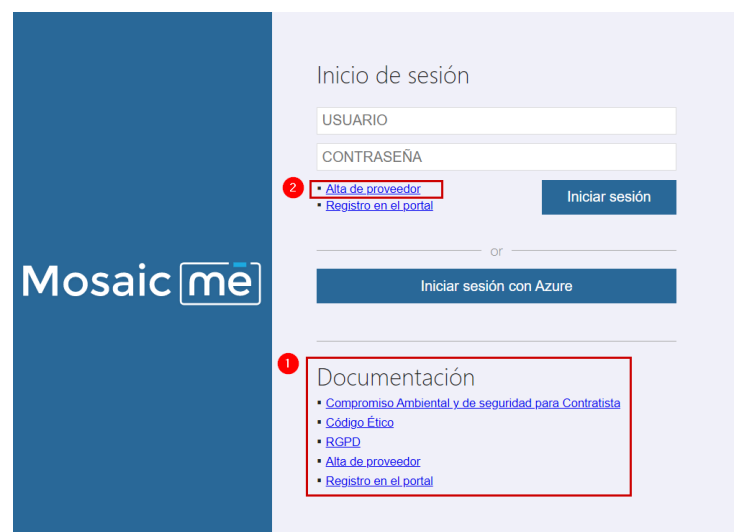 Mosaic mē
Inicio de sesión
USUARIO
CONTRASEÑA
2
Alta de proveedor
Registro en el portal
Iniciar sesión
or
Iniciar sesión con Azure
1
Documentación
Compromiso Ambiental y de seguridad para Contratista
Código Ético
RGPD
Alta de proveedor
Registro en el portal